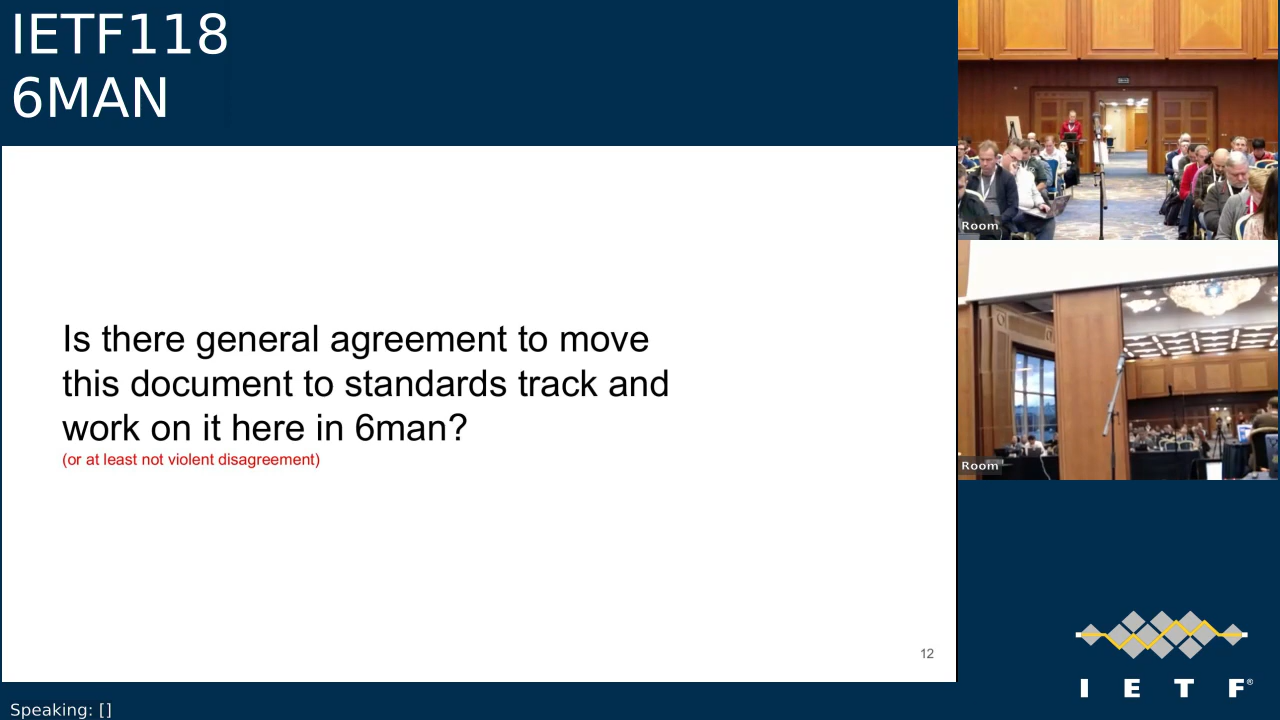 IETF118
6MAN
Is there general agreement to move
this document to standards track and
work on it here in 6man?
(or at least not violent disagreement)
12
Room
Room
I E T F®
Speaking: []